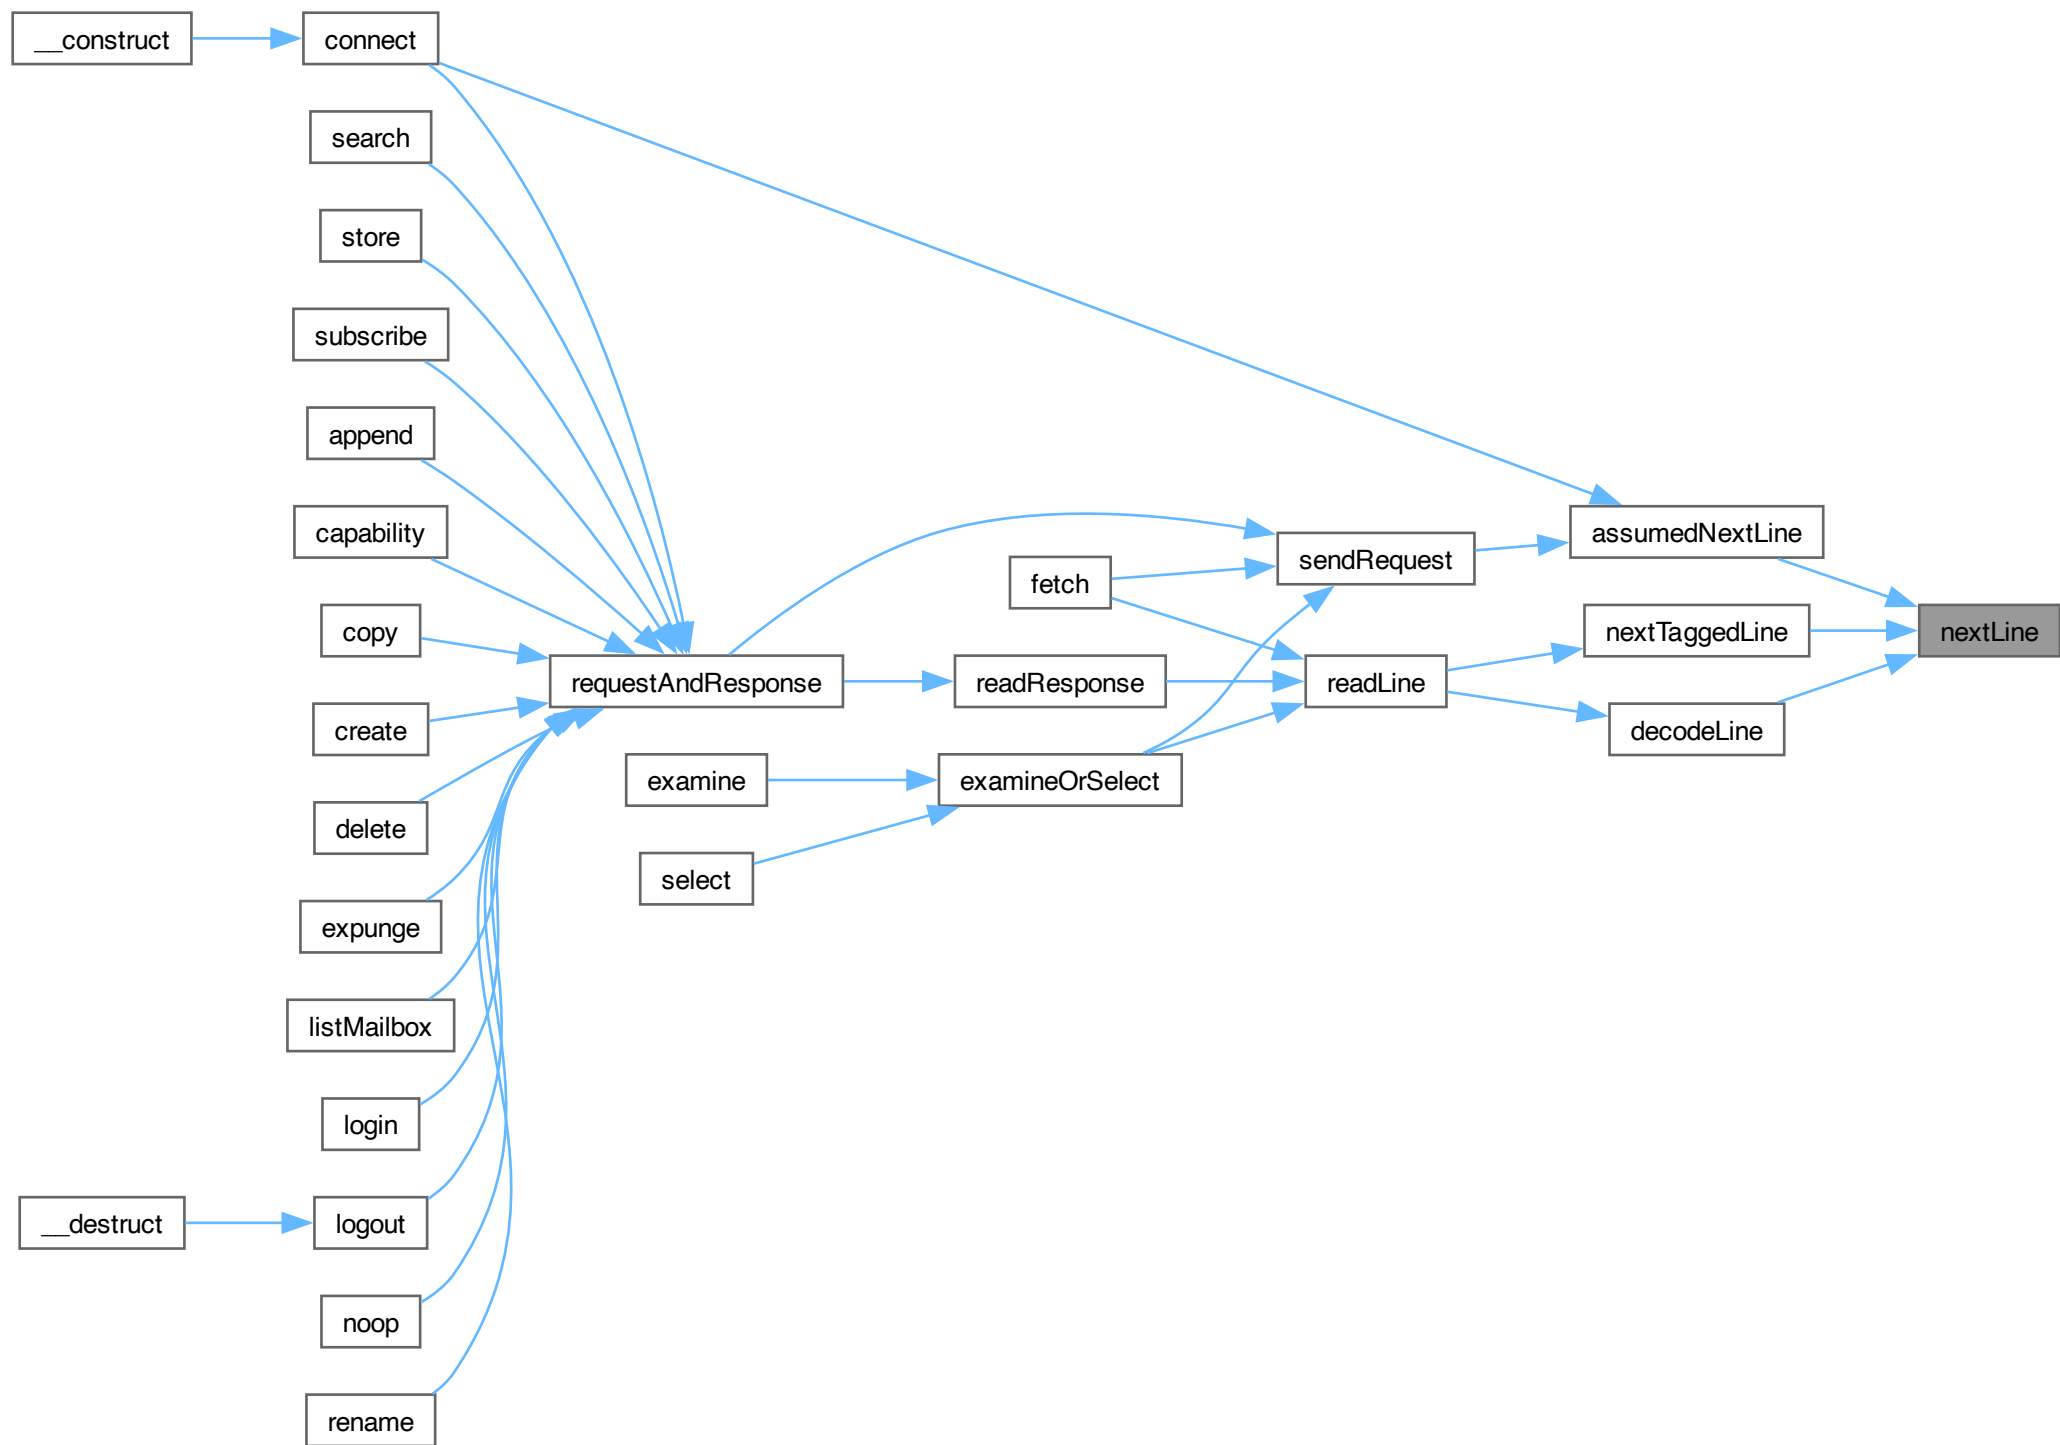 __construct
connect
search
store
subscribe
append
capability
assumedNextLine
sendRequest
fetch
copy
nextTaggedLine
nextLine
requestAndResponse
readResponse
readLine
create
decodeLine
examine
examineOrSelect
delete
select
expunge
listMailbox
login
__destruct
logout
noop
rename